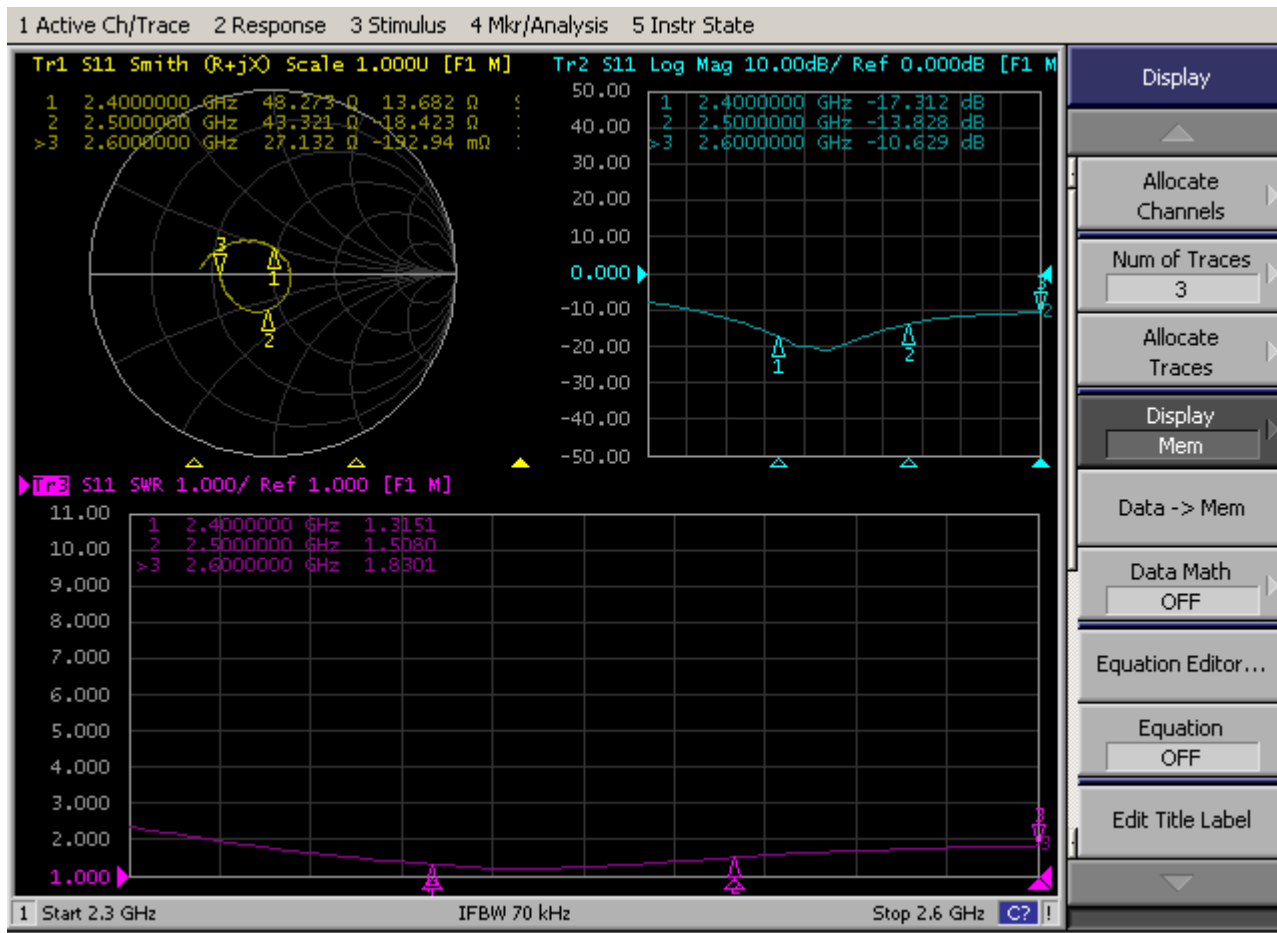 1 Active Ch/Trace 2 Response 3 Stimulus 4 Mkr/Analysis 5 Instr State
Tr1 S11 Smith (R+jX) Scale 1.000U [F1 M]
1 2.4000000 GHz 48.273 Ω 13.682 Ω
2 2.5000000 GHz 43.321 Ω -18.423 Ω
>3 2.6000000 GHz 27.132 Ω -192.94 mΩ
3
1
2
Tr2 S11 Log Mag 10.00dB/ Ref 0.000dB [F1 M
50.00
40.00
30.00
20.00
10.00
0.000
-10.00
-20.00
-30.00
-40.00
-50.00
1 2.4000000 GHz -17.312 dB
2 2.5000000 GHz -13.828 dB
>3 2.6000000 GHz -10.629 dB
1
2
3
2
Tr3 S11 SWR 1.000/ Ref 1.000 [F1 M]
11.00
10.00
9.000
8.000
7.000
6.000
5.000
4.000
3.000
2.000
1.000
1 2.4000000 GHz 1.3151
2 2.5000000 GHz 1.5080
>3 2.6000000 GHz 1.8301
3
3
1 Start 2.3 GHz IFBW 70 kHz Stop 2.6 GHz C? !
Display
Allocate
Channels
Num of Traces
3
Allocate
Traces
Display
Mem
Data -> Mem
Data Math
OFF
Equation Editor...
Equation
OFF
Edit Title Label